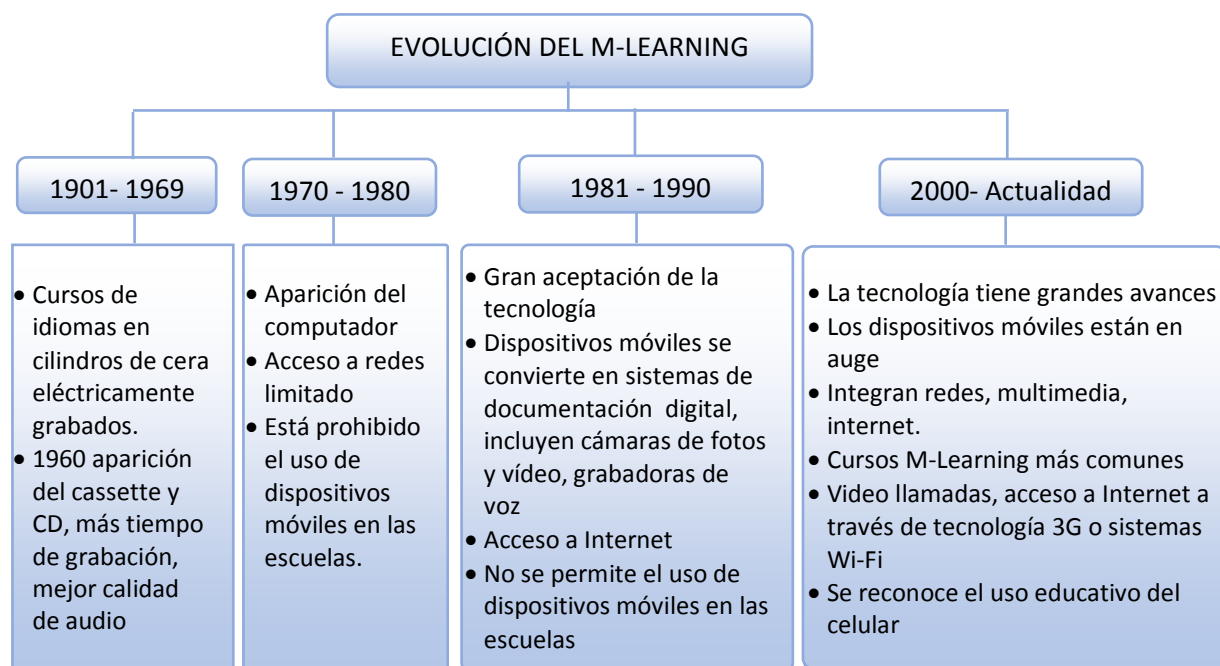 EVOLUCIÓN DEL M-LEARNING
1901- 1969
• Cursos de
idiomas en
cilindros de cera
eléctricamente
grabados.
• 1960 aparición
del cassette y
CD, más tiempo
de grabación,
mejor calidad
de audio
1970 - 1980
• Aparición del
computador
• Acceso a redes
limitado
• Está prohibido
el uso de
dispositivos
móviles en las
escuelas.
1981 - 1990
• Gran aceptación de la
tecnología
• Dispositivos móviles se
convierte en sistemas de
documentación digital,
incluyen cámaras de fotos
y vídeo, grabadoras de
voz
• Acceso a Internet
• No se permite el uso de
dispositivos móviles en las
escuelas
2000- Actualidad
• La tecnología tiene grandes avances
• Los dispositivos móviles están en
auge
• Integran redes, multimedia,
internet.
• Cursos M-Learning más comunes
• Video llamadas, acceso a Internet a
través de tecnología 3G o sistemas
Wi-Fi
• Se reconoce el uso educativo del
celular